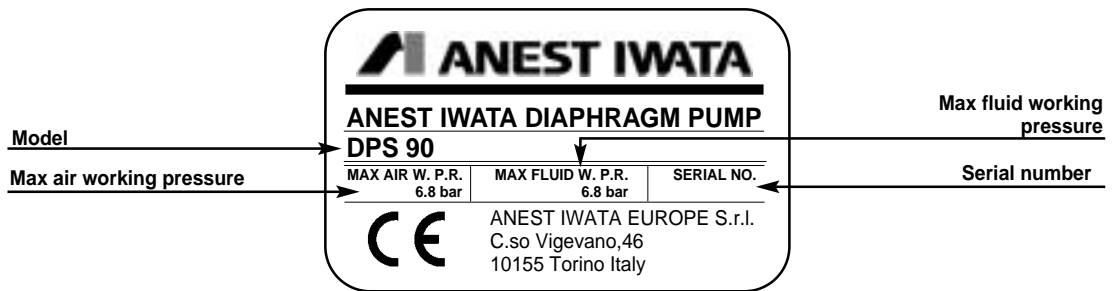 ANEST IWATA
ANEST IWATA DIAPHRAGM PUMP
Max fluid working
pressure
Model
DPS 90
Max air working pressure
MAX AIR W. P.R.
6.8 bar
MAX FLUID W. P.R.
6.8 bar
SERIAL NO.
Serial number
CE
ANEST IWATA EUROPE S.r.l.
C.so Vigevano,46
10155 Torino Italy